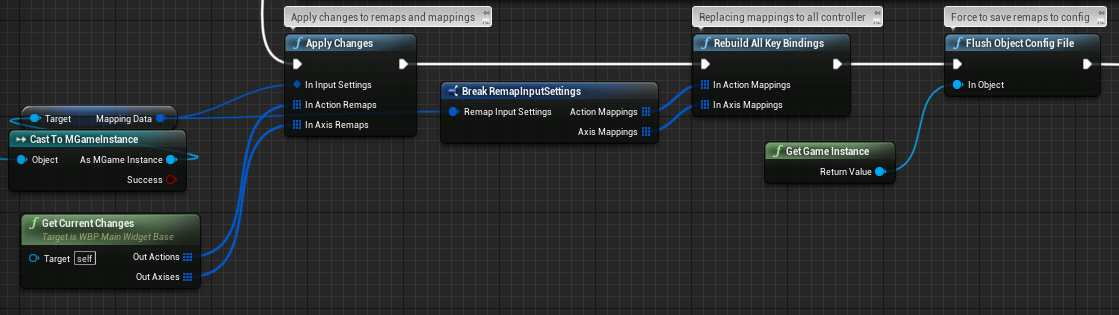 Apply changes to remaps and mappings
Replacing mappings to all controller
Force to save remaps to config
Apply Changes
In Input Settings
In Action Remaps
In Axis Remaps
Break RemapInputSettings
Remap Input Settings
Action Mappings
Axis Mappings
Rebuild All Key Bindings
In Action Mappings
In Axis Mappings
Flush Object Config File
In Object
Target
Mapping Data
Cast To MGameInstance
Object
As MGame Instance
Success
Get Game Instance
Return Value
Get Current Changes
Target is WBP Main Widget Base
Target
self
Out Actions
Out Axises